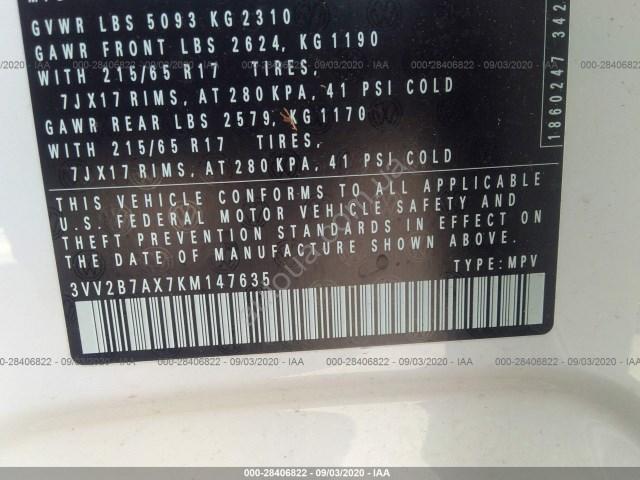 GVWR LBS 5093 KG 2310
GAWR FRONT LBS 2624, KG 1190
WITH 215/65 R17 TIRES,
7JX17 RIMS, AT 280 KPA, 41 PSI COLD
GAWR REAR LBS 2579, KG 1170
WITH 215/65 R17 TIRES,
7JX17 RIMS, AT 280 KPA, 41 PSI COLD
THIS VEHICLE CONFORMS TO ALL APPLICABLE
U.S. FEDERAL MOTOR VEHICLE SAFETY AND
THEFT PREVENTION STANDARDS IN EFFECT ON
THE DATE OF MANUFACTURE SHOWN ABOVE.
3VV2B7AX7KM147635 TYPE: MPV
1860247 342
000-28406822 - 09/03/2020 - IAA